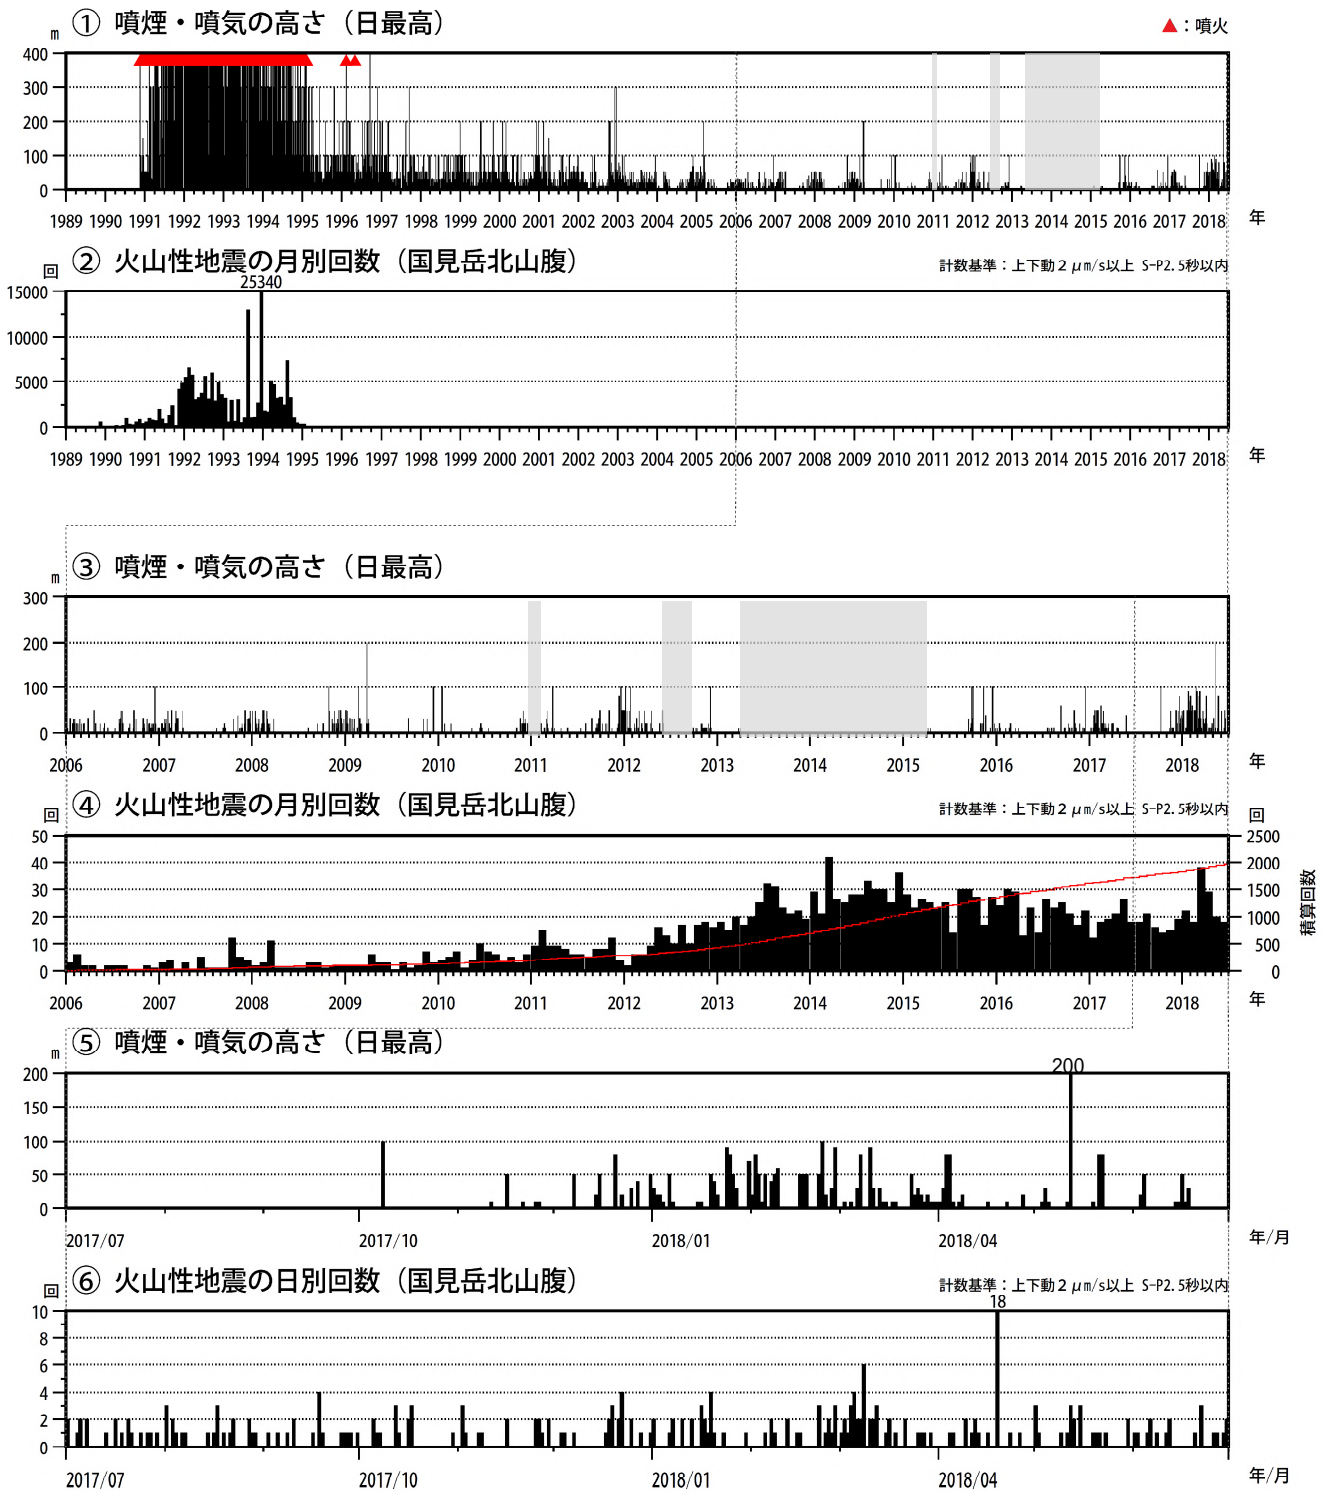 ① 噴煙・噴気の高さ（日最高）
▲：噴火
m
400
300
200
100
0
1989 1990 1991 1992 1993 1994 1995 1996 1997 1998 1999 2000 2001 2002 2003 2004 2005 2006 2007 2008 2009 2010 2011 2012 2013 2014 2015 2016 2017 2018 年
② 火山性地震の月別回数（国見岳北山腹）
計数基準：上下動２μm/s以上 S-P2.5秒以内
回
25340
15000
10000
5000
0
1989 1990 1991 1992 1993 1994 1995 1996 1997 1998 1999 2000 2001 2002 2003 2004 2005 2006 2007 2008 2009 2010 2011 2012 2013 2014 2015 2016 2017 2018 年
③ 噴煙・噴気の高さ（日最高）
m
300
200
100
0
2006 2007 2008 2009 2010 2011 2012 2013 2014 2015 2016 2017 2018 年
④ 火山性地震の月別回数（国見岳北山腹）
計数基準：上下動２μm/s以上 S-P2.5秒以内
回 回
50 2500
40 2000
30 1500
20 1000
10 500
0 0
積算回数
2006 2007 2008 2009 2010 2011 2012 2013 2014 2015 2016 2017 2018 年
⑤ 噴煙・噴気の高さ（日最高）
m
200
200
150
100
50
0
2017/07 2017/10 2018/01 2018/04 年/月
⑥ 火山性地震の日別回数（国見岳北山腹）
計数基準：上下動２μm/s以上 S-P2.5秒以内
回
18
10
8
6
4
2
0
2017/07 2017/10 2018/01 2018/04 年/月